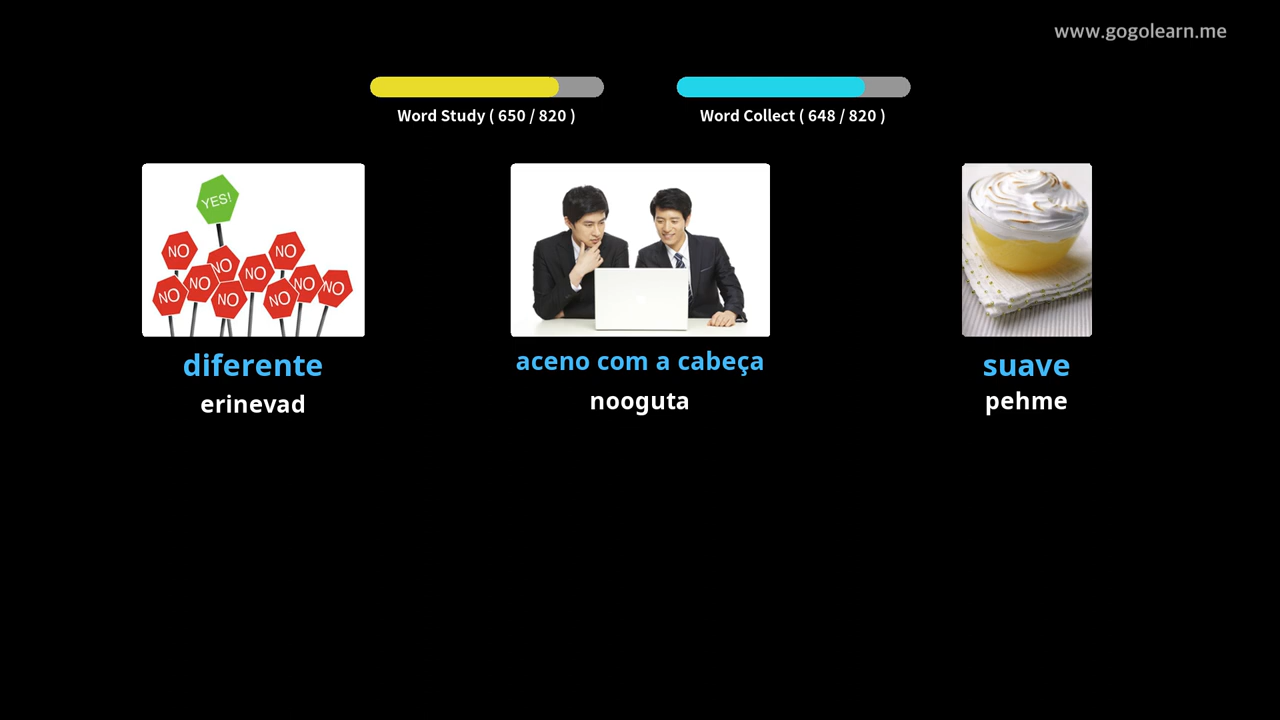 www.gogolearn.me
Word Study ( 650 / 820 )
Word Collect ( 648 / 820 )
YES!
NO
NO
NO
NO
NO
NO
NO
NO
NO
NO
diferente
erinevad
aceno com a cabeça
nooguta
suave
pehme